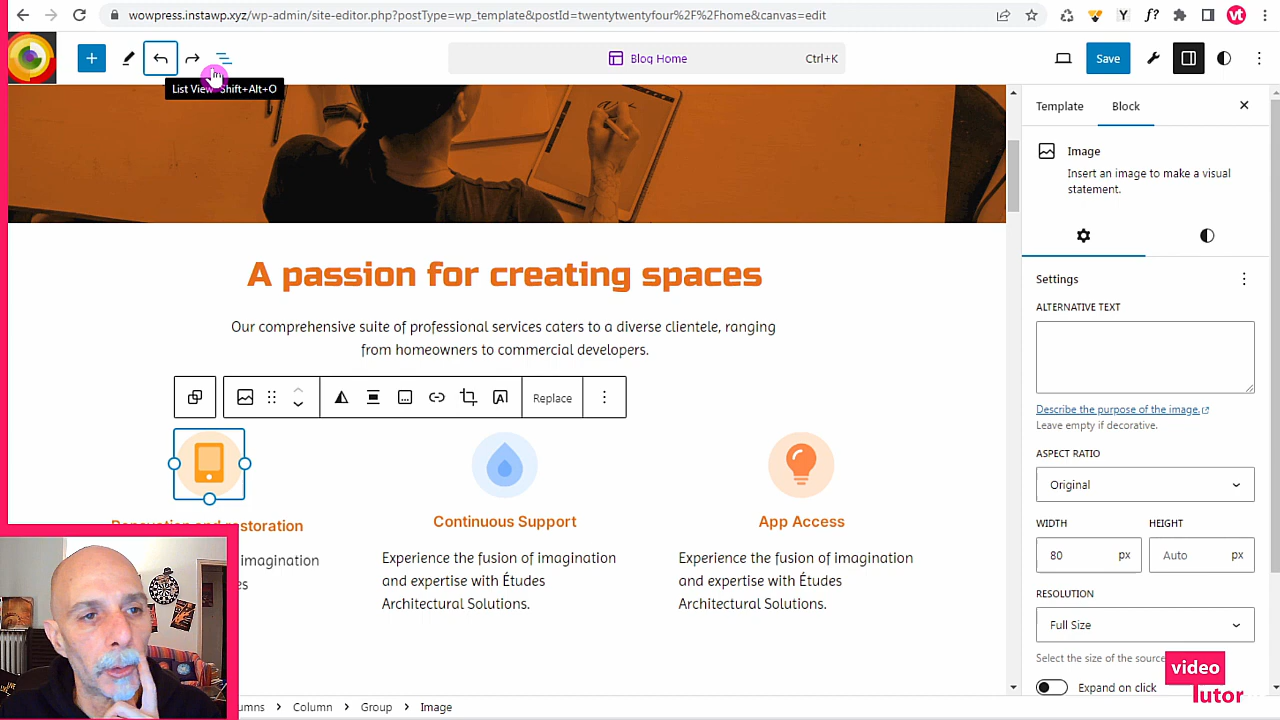 wowpress.instawp.xyz/wp-admin/site-editor.php?postType=wp_template&postId=twentytwentyfour%2F%2Fhome&canvas=edit
Y
f?
vt
Blog Home
Ctrl+K
Save
List View Shift+Alt+O
Template
Block
Image
Insert an image to make a visual
statement.
A passion for creating spaces
Our comprehensive suite of professional services caters to a diverse clientele, ranging
from homeowners to commercial developers.
Settings
ALTERNATIVE TEXT
Describe the purpose of the image.
Leave empty if decorative.
Replace
ASPECT RATIO
Original
WIDTH
HEIGHT
80
px
Auto
px
Renovation and restoration
Continuous Support
App Access
imagination
Experience the fusion of imagination
and expertise with Études
Architectural Solutions.
Experience the fusion of imagination
and expertise with Études
Architectural Solutions.
RESOLUTION
Full Size
Select the size of the source
Expand on click
video
Tutor
Column
Group
Image